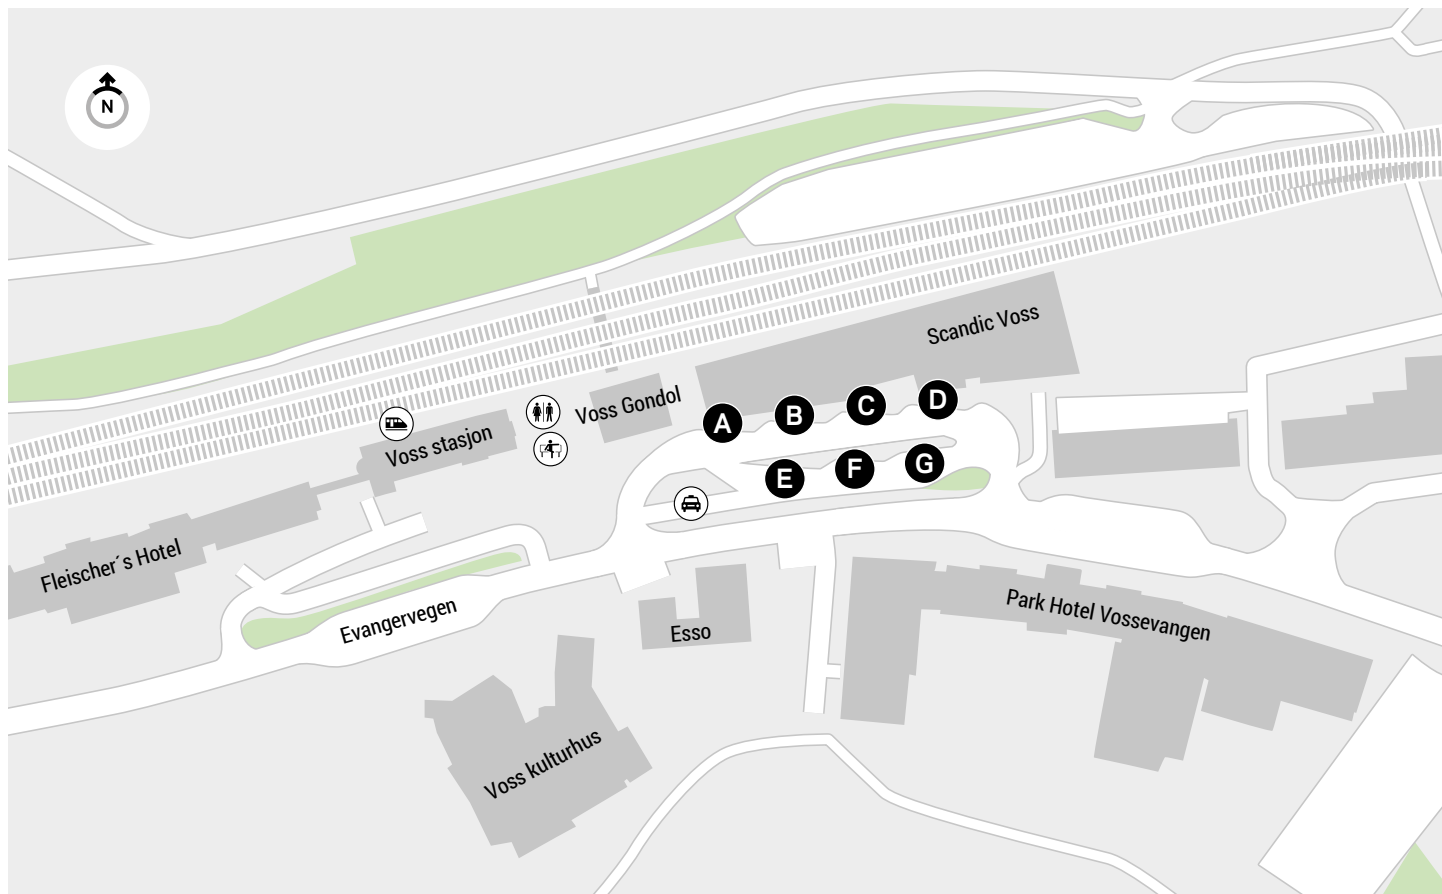 N
Scandic Voss
Voss Gondol
Voss stasjon
A
B
C
D
E
F
G
Fleischer´s Hotel
Evangervegen
Esso
Park Hotel Vossevangen
Voss kulturhus